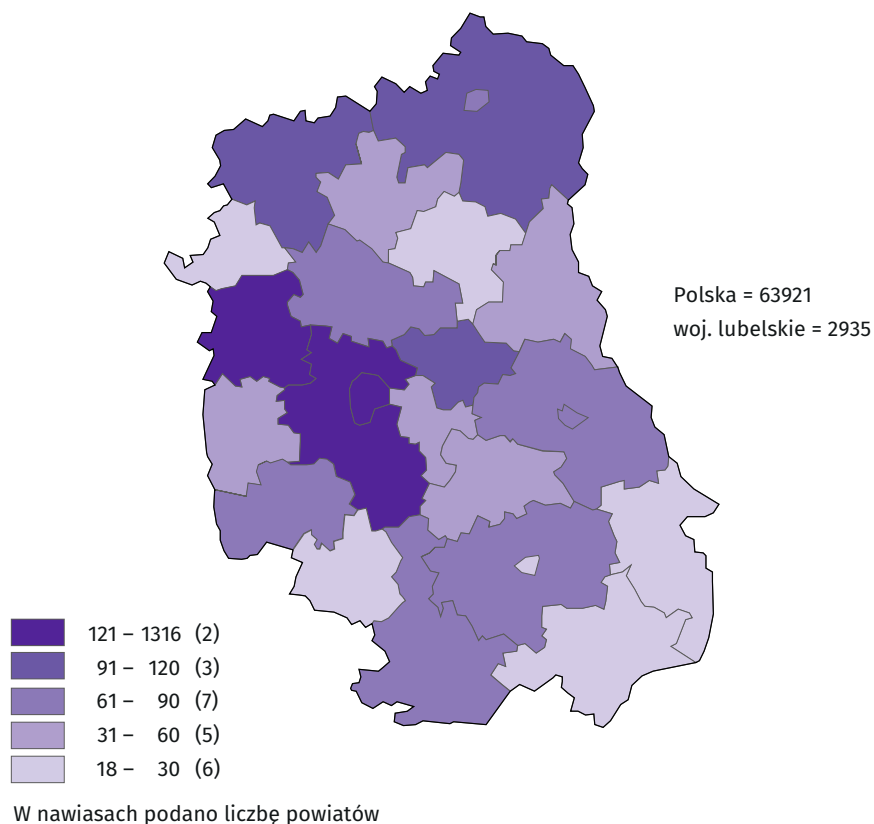 Polska = 63921
woj. lubelskie = 2935
121 – 1316 (2)
91 – 120 (3)
61 – 90 (7)
31 – 60 (5)
18 – 30 (6)
W nawiasach podano liczbę powiatów